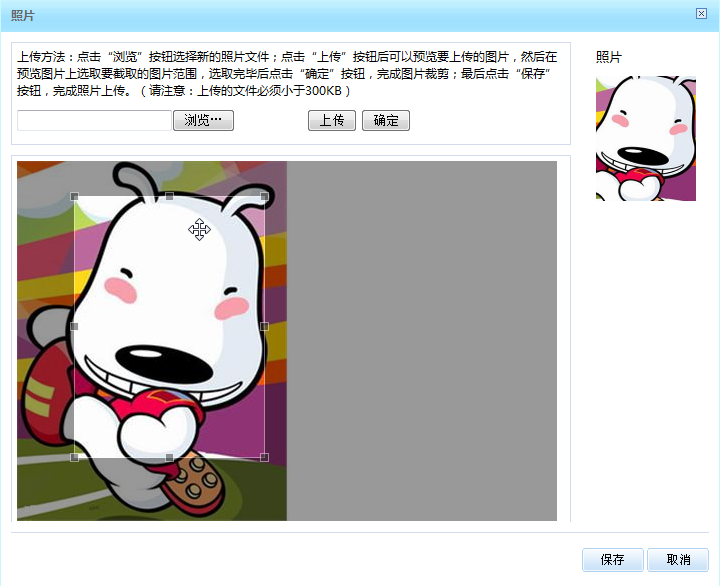 照片
上传方法：点击“浏览”按钮选择新的照片文件；点击“上传”按钮后可以预览要上传的图片，然后在
预览图片上选取要截取的图片范围，选取完毕后点击“确定”按钮，完成图片裁剪；最后点击“保存”
按钮，完成照片上传。（请注意：上传的文件必须小于300KB）
浏览… 上传 确定
照片
保存 取消